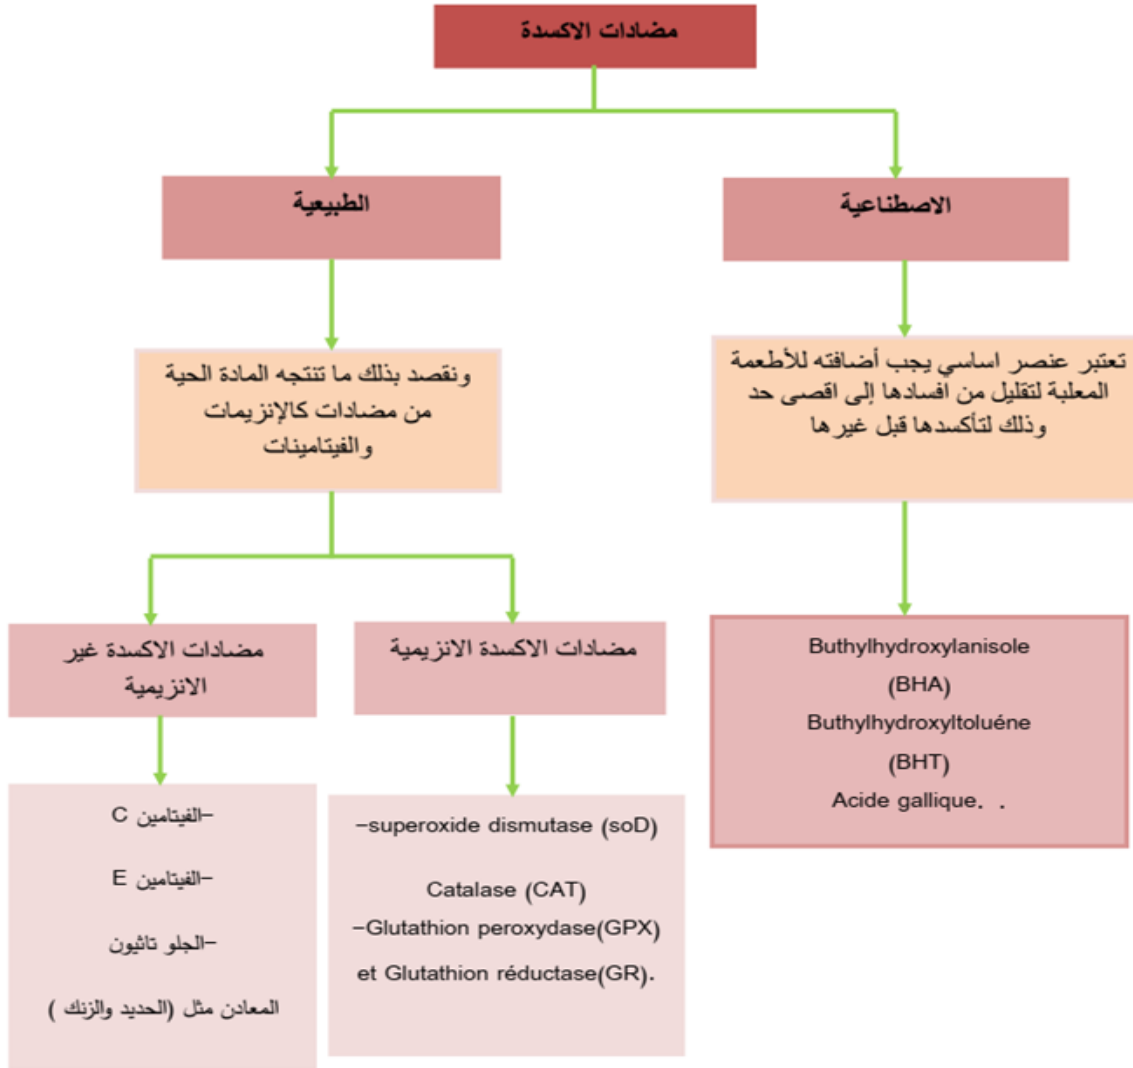 مضادات الاكسدة
الاصطناعية
الطبيعية
تعتبر عنصر اساسي يجب أضافته للأطعمة
المعلبة لتقليل من افسادها إلى اقصى حد
وذلك لتأكسدها قبل غيرها
ونقصد بذلك ما تنتجه المادة الحية
من مضادات كالإنزيمات
والفيتامينات
Buthylhydroxylanisole
(BHA)
Buthylhydroxyltoluéne
(BHT)
Acide gallique. .
مضادات الاكسدة الانزيمية
مضادات الاكسدة غير
الانزيمية
–superoxide dismutase (soD)
Catalase (CAT)
–Glutathion peroxydase(GPX)
et Glutathion réductase(GR).
–الفيتامين C
–الفيتامين E
–الجلو تاثيون
المعادن مثل (الحديد والزنك )